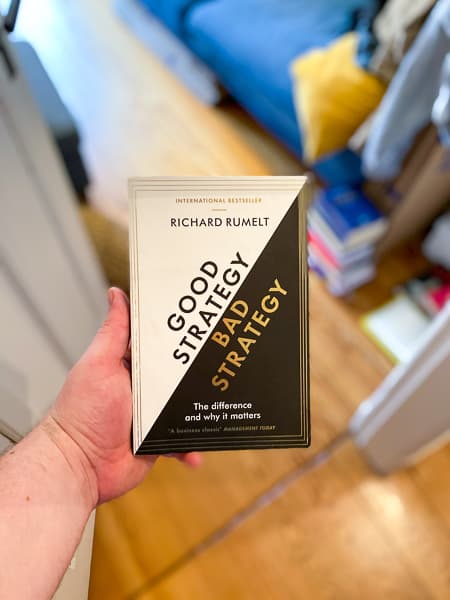 INTERNATIONAL BESTSELLER
RICHARD RUMELT
GOOD
STRATEGY
BAD
STRATEGY
The difference
and why it matters
"A business classic" MANAGEMENT TODAY